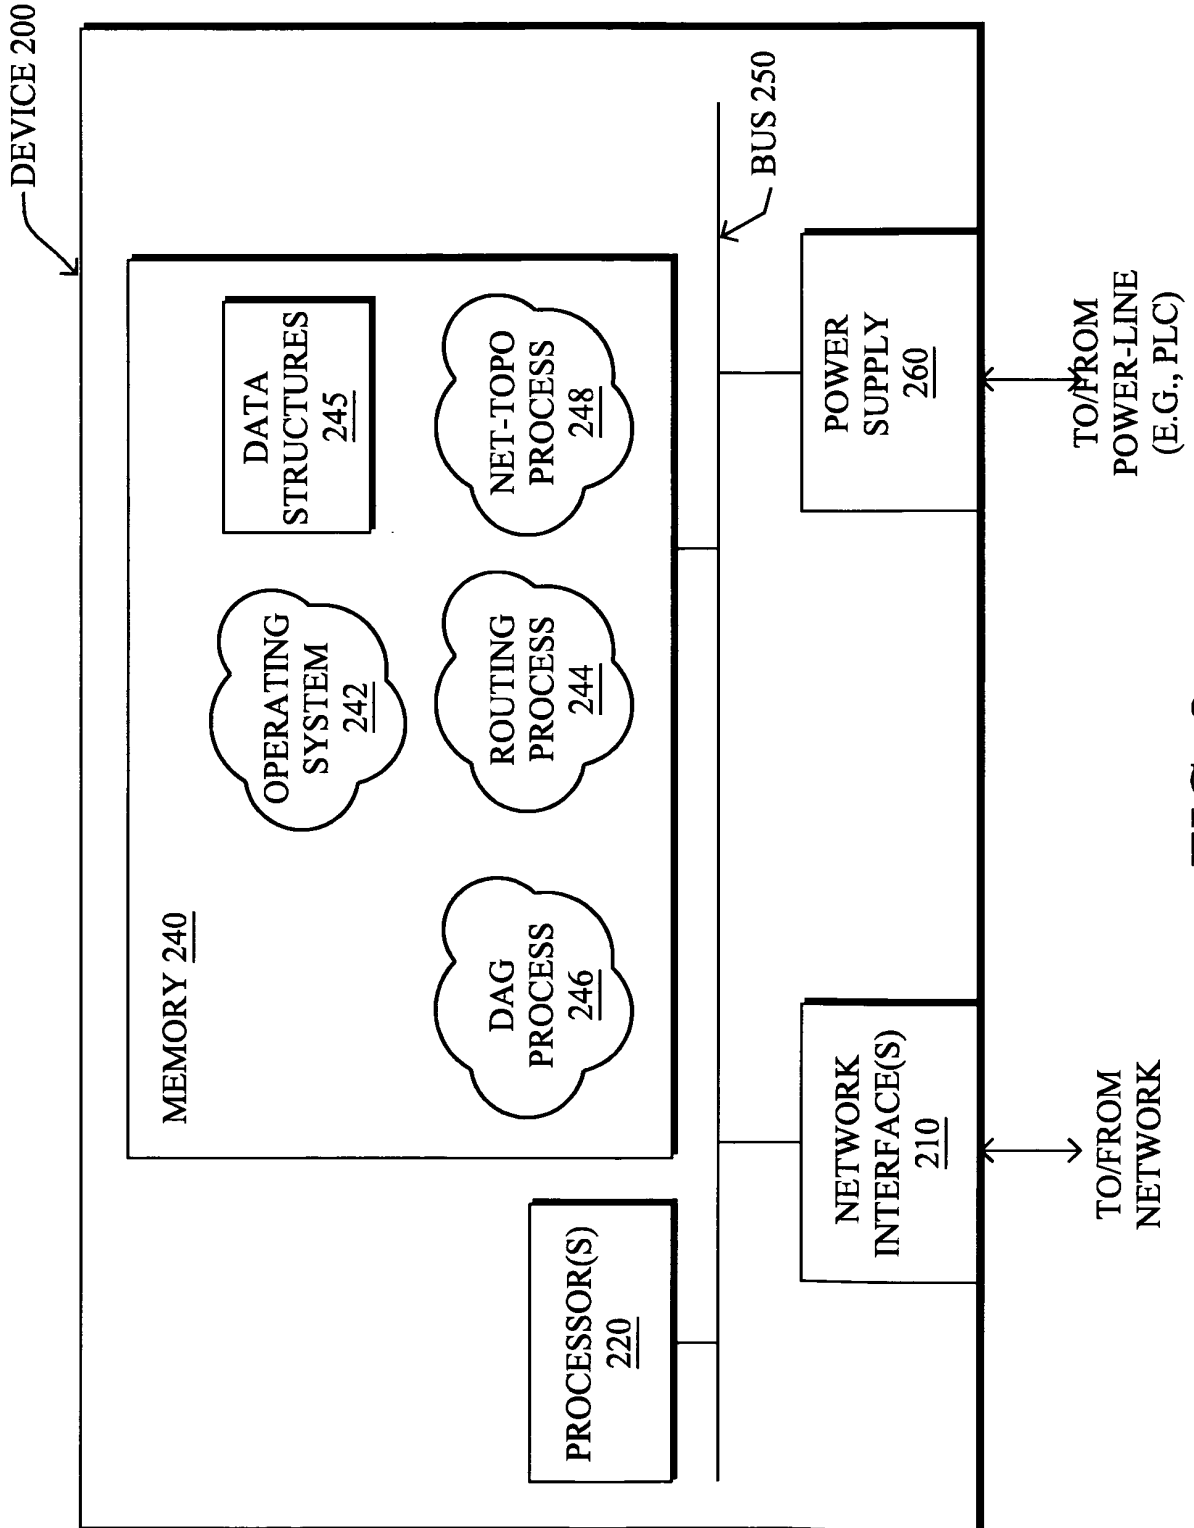 DEVICE 200
MEMORY 240
OPERATING
SYSTEM
242
DATA
STRUCTURES
245
DAG
PROCESS
246
ROUTING
PROCESS
244
NET-TOPO
PROCESS
248
PROCESSOR(S)
220
BUS 250
NETWORK
INTERFACE(S)
210
POWER
SUPPLY
260
TO/FROM
NETWORK
TO/FROM
POWER-LINE
(E.G., PLC)